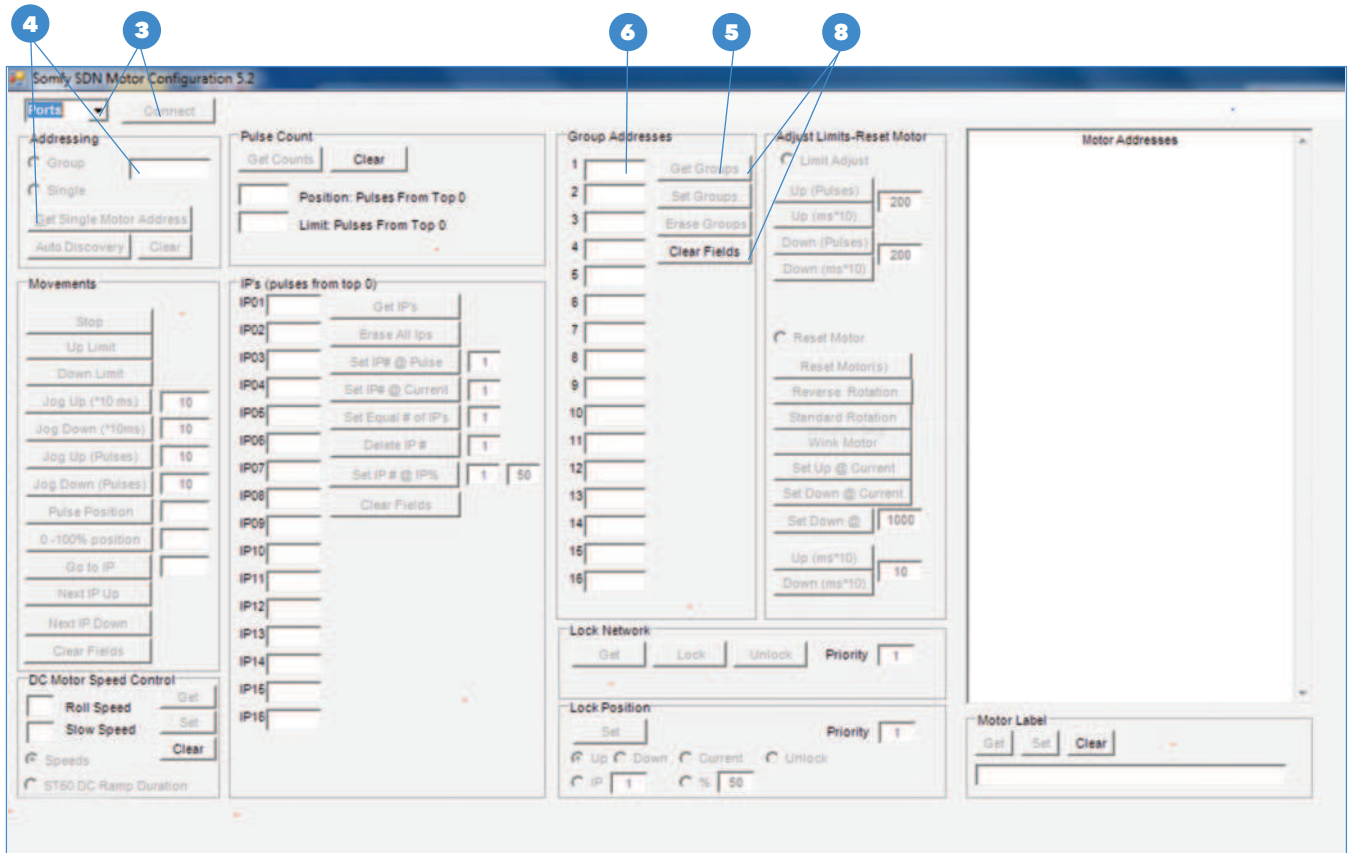 4
3
6
5
8
Somfy SDN Motor Configuration 5.2
Ports
Connect
Addressing
Group
Single
Get Single Motor Address
Auto Discovery
Clear
Pulse Count
Get Counts
Clear
Position: Pulses From Top 0
Limit: Pulses From Top 0
Movements
Stop
Up Limit
Down Limit
Jog Up (*10 ms)
10
Jog Down (*10ms)
10
Jog Up (Pulses)
10
Jog Down (Pulses)
10
Pulse Position
0 -100% position
Go to IP
Next IP Up
Next IP Down
Clear Fields
DC Motor Speed Control
Roll Speed
Get
Slow Speed
Set
Clear
Speeds
ST50 DC Ramp Duration
IP's (pulses from top 0)
IP01
Get IP's
IP02
Erase All Ips
IP03
Set IP# @ Pulse
1
IP04
Set IP# @ Current
1
IP05
Set Equal # of IP's
1
IP06
Delete IP #
1
IP07
Set IP # @ IP%
1
50
IP08
Clear Fields
IP09
IP10
IP11
IP12
IP13
IP14
IP15
IP16
Group Addresses
1
Get Groups
2
Set Groups
3
Erase Groups
4
Clear Fields
5
6
7
8
9
10
11
12
13
14
15
16
Adjust Limits-Reset Motor
Limit Adjust
Up (Pulses)
200
Up (ms*10)
Down (Pulses)
200
Down (ms*10)
Reset Motor
Reset Motor(s)
Reverse Rotation
Standard Rotation
Wink Motor
Set Up @ Current
Set Down @ Current
Set Down @
1000
Up (ms*10)
10
Down (ms*10)
Lock Network
Get
Lock
Unlock
Priority
1
Lock Position
Set
Priority
1
Up
Down
Current
Unlock
IP
1
%
50
Motor Addresses
Motor Label
Get
Set
Clear